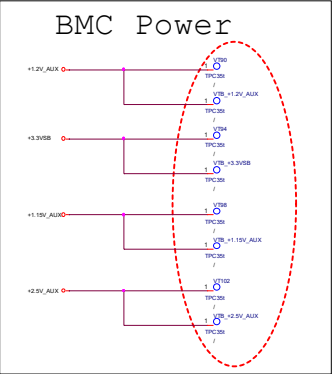 BMC Power
VT90
+1.2V_AUX
1
TPC35t
/
VTB_+1.2V_AUX
1
TPC35t
/
VT94
+3.3VSB
1
TPC35t
/
VTB_+3.3VSB
1
TPC35t
/
VT98
+1.15V_AUX
1
TPC35t
/
VTB_+1.15V_AUX
1
TPC35t
/
VT102
+2.5V_AUX
1
TPC35t
/
VTB_+2.5V_AUX
1
TPC35t
/